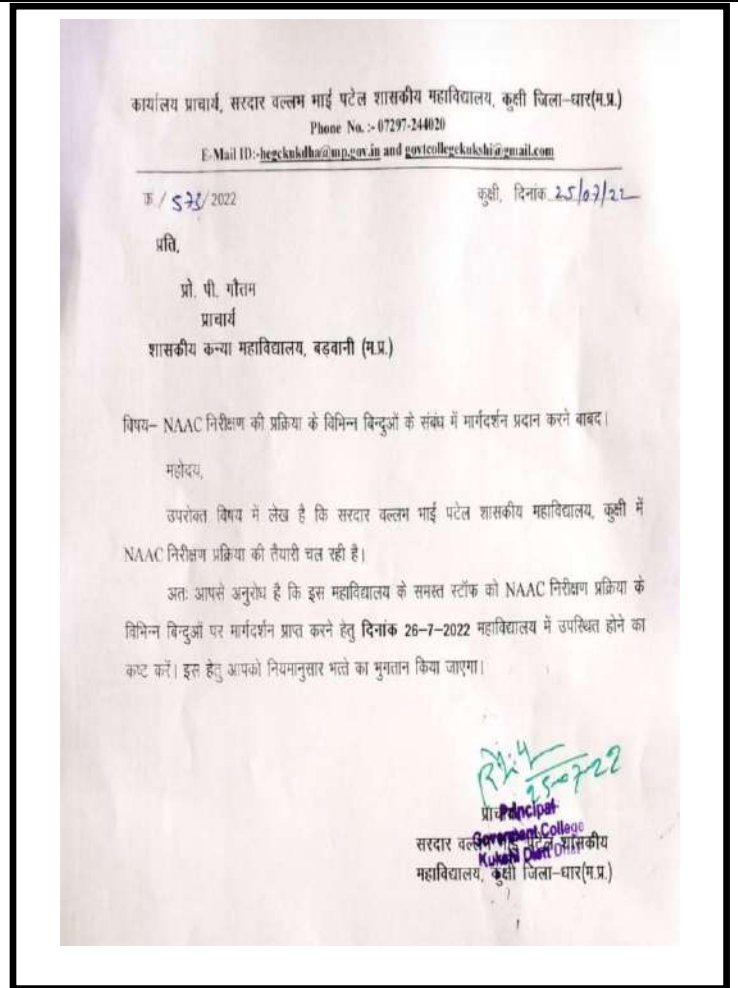 कार्यालय प्राचार्य, सरदार वल्लभ भाई पटेल शासकीय महाविद्यालय, कुक्षी जिला–धार(म.प्र.)
Phone No. :- 07297-244020
E-Mail ID:-hegckukdha@mp.gov.in and govtcollegekukshi@gmail.com
क्र / 573/ 2022
कुक्षी, दिनांक 25/07/22
प्रति,
प्रो. पी. गौतम
प्राचार्य
शासकीय कन्या महाविद्यालय, बड़वानी (म.प्र.)
विषय– NAAC निरीक्षण की प्रक्रिया के विभिन्न बिन्दुओं के संबंध में मार्गदर्शन प्रदान करने बाबद।
महोदय,
उपरोक्त विषय में लेख है कि सरदार वल्लभ भाई पटेल शासकीय महाविद्यालय, कुक्षी में
NAAC निरीक्षण प्रक्रिया की तैयारी चल रही है।
अतः आपसे अनुरोध है कि इस महाविद्यालय के समस्त स्टॉफ को NAAC निरीक्षण प्रक्रिया के
विभिन्न बिन्दुओं पर मार्गदर्शन प्राप्त करने हेतु दिनांक 26–7–2022 महाविद्यालय में उपस्थित होने का
कष्ट करें। इस हेतु आपको नियमानुसार भत्ते का भुगतान किया जाएगा।
25-07-22
Principal
Government College
Kukshi Distt Dhar
सरदार वल्लभ भाई पटेल शासकीय
महाविद्यालय, कुक्षी जिला–धार(म.प्र.)